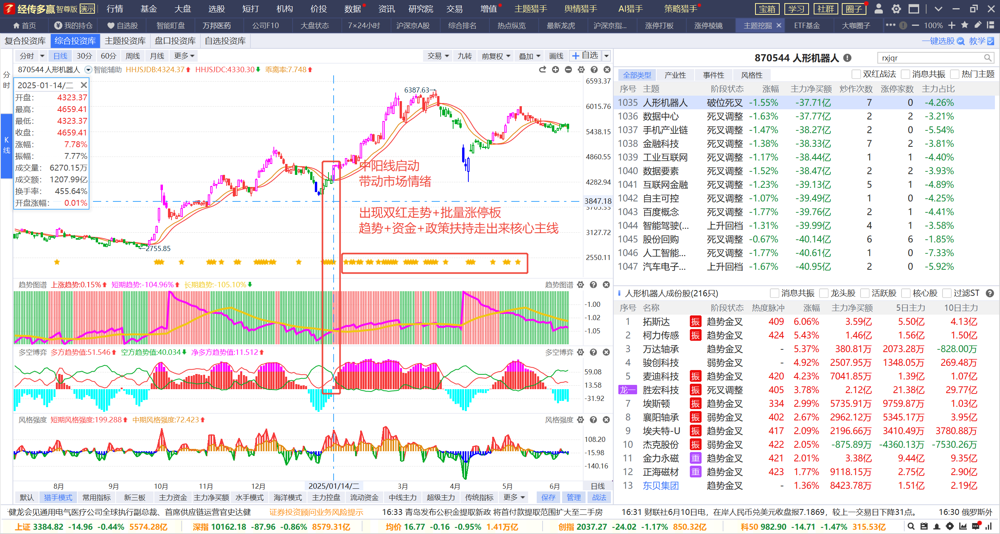 经传多赢 智尊版 演示 行情 基金 大盘 选股 短打 机构 价投 数据 资讯 研究院 交易 增值 主题猎手 舆情猎手 AI猎手 策略猎手 宝箱 学习 社群 圈子
首页 我的持仓 自选股 智能盯盘 万邦医药 公司F10 大盘状态 7×24小时 沪深京A股 综合排名 热点纵览 最新龙虎 沪深京指... 涨停打板 涨停棱镜 主题挖掘 ETF基金 大咖圈子 100%
复合投资库 综合投资库 主题投资库 盘口投资库 自选投资库 一键选股 教学
分时 日线 30分 60分 周线 月线 更多 交易 九转 前复权 叠加 画线 +自选
870544 人形机器人 rxjqr
870544 人形机器人 智能辅助 HHJSJDB:4324.37 HHJSJDC:4330.30 乖离率:7.748
分时
K线
2025-01-14/二
开盘: 4323.37
最高: 4659.41
最低: 4323.37
收盘: 4659.41
涨幅: 7.78%
振幅: 7.77%
成交量: 6270.15万
成交额: 1207.99亿
换手率: 455.64%
开盘涨幅: 0.01%
6387.63→
←2755.85
中阳线启动
带动市场情绪
出现双红走势+批量涨停板
趋势+资金+政策扶持走出来核心主线
6593.37
6015.76
5438.15
4860.55
4282.94
3847.18
3705.33
3127.72
2550.11
趋势图谱 上涨趋势:0.15% 短期趋势:-104.96% 长期趋势:-105.10% 趋势图谱
-1.00
-1.02
-1.05
多空博弈 多方趋势值:51.546 空方趋势值:40.034 净多方趋势值:11.512 多空博弈
59.08
13.58
-31.92
风格强度 短期风格强度:199.288 中期风格强度:72.423 风格强度
108.20
-15.98
-140.16
8月 9月 10月 11月 12月 2025/01/14/二 3月 4月 5月 6月 日线
默认 猎手模式 常用指标 新三板 主力资金 主力净买额 水手模式 海洋模式 主力控盘 流动资金 中线主力 超级主力 传统指标 更多 保存 管理 战法
全部类型 产业性 事件性 风格性 双红战法 消息共振 热门主题
序号 主题 阶段状态 涨幅 主力净买额 炒作次数 涨停家数 主力占比
1035 人形机器人 破位死叉 -1.55% -37.71亿 7 0 -4.26%
1036 数据中心 死叉调整 -1.63% -37.77亿 2 2 -3.21%
1037 手机产业链 死叉调整 -1.47% -38.27亿 2 0 -5.54%
1038 金融科技 死叉调整 -1.38% -38.33亿 7 2 -3.81%
1039 工业互联网 死叉调整 -1.17% -38.44亿 1 1 -4.40%
1040 数据要素 死叉调整 -1.52% -38.47亿 2 2 -3.93%
1041 互联网金融 死叉调整 -1.23% -39.13亿 5 1 -4.89%
1042 自主可控 死叉调整 -1.07% -39.49亿 1 0 -4.25%
1043 百度概念 死叉调整 -1.77% -39.76亿 2 1 -4.41%
1044 智能驾驶(... 上升回档 -1.31% -39.99亿 4 1 -3.58%
1045 股份回购 死叉调整 -0.67% -40.14亿 6 6 -1.85%
1046 人工智能... 死叉调整 -1.77% -40.61亿 1 0 -7.33%
1047 汽车电子... 上升回档 -1.67% -40.95亿 2 0 -5.92%
人形机器人成份股(216只) 消息共振 龙头股 活跃股 核心股 过滤ST
序号 名称 阶段状态 热度脉冲 涨幅 主力净买额 5日主力 10日主力
1 拓斯达 振 趋势金叉 409 6.06% 3.59亿 5.50亿 4.13亿
2 柯力传感 振 趋势金叉 424 5.43% 1.46亿 1.56亿 1.50亿
3 万达轴承 趋势金叉 - 5.37% 380.81万 2073.28万 -828.00万
4 骏创科技 弱势金叉 - 4.92% 2507.95万 1348.05万 269.48万
5 麦迪科技 振 趋势金叉 420 4.23% 7041.85万 1.39亿 1.07亿
龙一 胜宏科技 振 死叉调整 405 3.78% 2.12亿 21.38亿 29.77亿
7 埃斯顿 振 趋势金叉 334 2.99% 5735.91万 9759.87万 1.03亿
8 襄阳轴承 振 弱势金叉 402 2.67% 2962.12万 5345.17万 3.95亿
9 埃夫特-U 振 趋势金叉 417 2.09% 2196.66万 3410.49万 3780.88万
10 杰克股份 振 弱势金叉 422 2.05% -875.89万 -4360.13万 -7530.26万
11 金力永磁 重 趋势金叉 421 2.01% 3.38亿 9.44亿 9.35亿
12 正海磁材 重 趋势金叉 423 1.77% 9118.15万 2.75亿 2.90亿
13 东贝集团 趋势金叉 - 1.36% 8423.78万 1.51亿 2.19亿
健龙会见通用电气医疗公司全球执行副总裁、首席供应链运营官史达健 证券投资顾问业务风险提示 16:33 青岛发布公积金提取新政 将首付款提取范围扩大至二手房 16:31 财联社6月10日电，在岸人民币兑美元收盘报7.1869，较上一交易日下降31点。 16:30 俄罗斯外
上证 3384.82 -14.96 -0.44% 5574.28亿 深指 10162.18 -87.96 -0.86% 8579.31亿 均价 16.77 -0.16 -0.95% 1.41万亿 创指 2037.27 -24.02 -1.17% 850.32亿 科50 982.90 -14.71 -1.47% 315.53亿